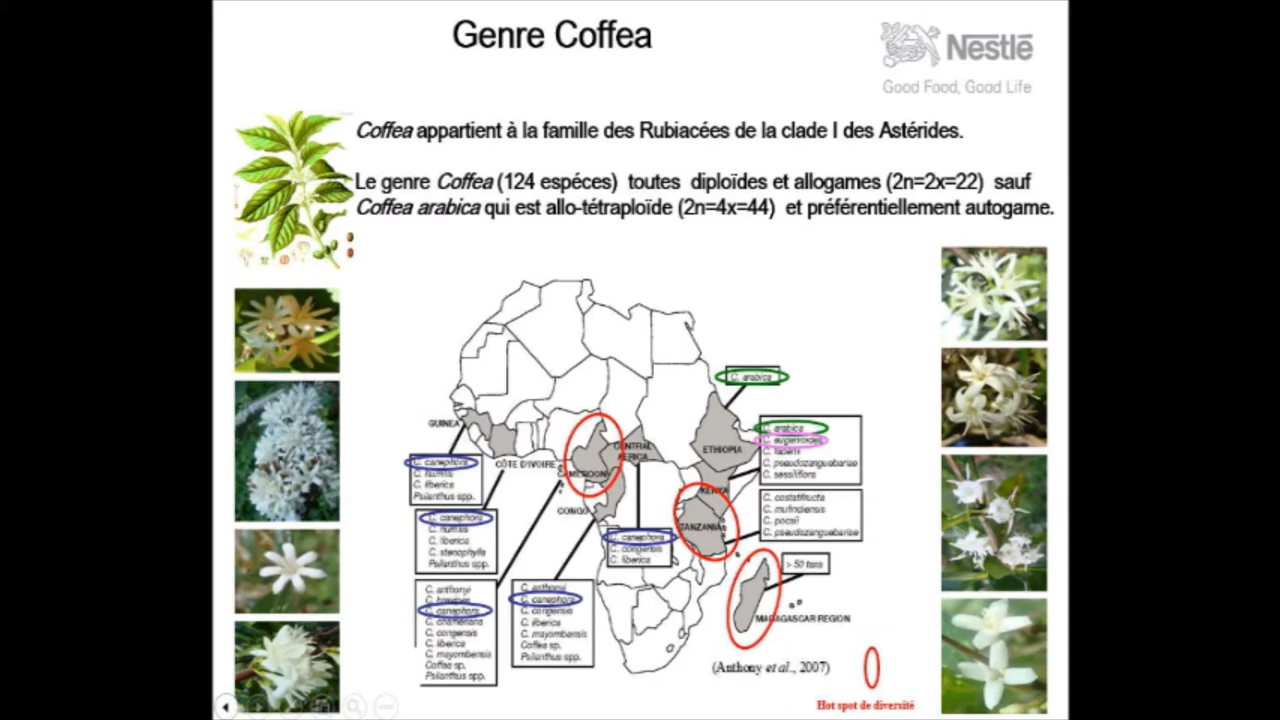 Genre Coffea
Nestlé
Good Food, Good Life
Coffea appartient à la famille des Rubiacées de la clade I des Astérides.
Le genre Coffea (124 espéces) toutes diploïdes et allogames (2n=2x=22) sauf
Coffea arabica qui est allo-tétraploïde (2n=4x=44) et préférentiellement autogame.
C. arabica
GUINEA
C. canephora
C. humilis
C. liberica
Psilanthus spp.
CÔTE D'IVOIRE
C. canephora
C. humilis
C. liberica
C. stenophylla
Psilanthus spp.
CAMEROON
CENTRAL
AFRICA
ETHIOPIA
C. arabica
C. eugenioides
C. pseudozanguebariae
C. sessiliflora
KENYA
CONGO
TANZANIA
C. costatifructa
C. mufindiensis
C. pocsii
C. pseudozanguebariae
C. canephora
C. congensis
C. liberica
> 50 taxa
C. anthonyi
C. brevipes
C. canephora
C. congensis
C. liberica
C. mayombensis
Coffea sp.
Psilanthus spp.
C. anthonyi
C. canephora
C. congensis
C. liberica
C. mayombensis
Coffea sp.
Psilanthus spp.
MADAGASCAR REGION
(Anthony et al., 2007)
Hot spot de diversité